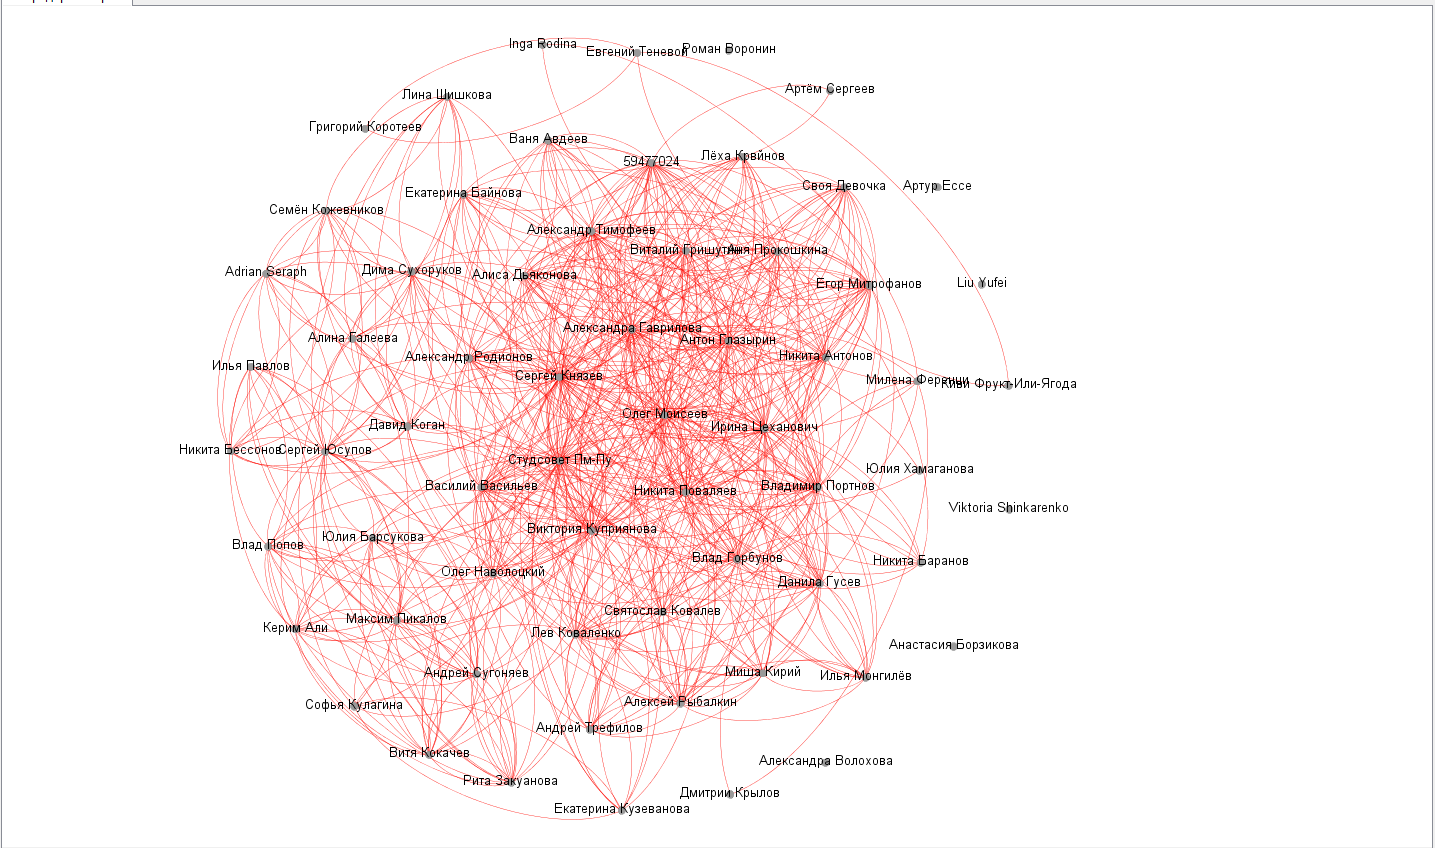 Inga Rodina
Евгений Теневой
Роман Воронин
Артём Сергеев
Лина Шишкова
Григорий Коротеев
Ваня Авдеев
59477024
Лёха Крвйнов
Своя Девочка
Артур Ессе
Екатерина Байнова
Семён Кожевников
Александр Тимофеев
Виталий Гришутин
Аня Прокошкина
Adrian Seraph
Дима Сухоруков
Алиса Дьяконова
Егор Митрофанов
Liu Yufei
Александра Гаврилова
Алина Галеева
Антон Глазырин
Александр Родионов
Никита Антонов
Илья Павлов
Сергей Князев
Милена Ференци
Киви Фрукт-Или-Ягода
Олег Моисеев
Давид Коган
Ирина Цеханович
Никита Бессонов
Сергей Юсупов
Студсовет Пм-Пу
Юлия Хамаганова
Василий Васильев
Никита Поваляев
Владимир Портнов
Viktoria Shinkarenko
Виктория Куприянова
Юлия Барсукова
Влад Попов
Влад Горбунов
Никита Баранов
Олег Наволоцкий
Данила Гусев
Святослав Ковалев
Максим Пикалов
Керим Али
Лев Коваленко
Анастасия Борзикова
Андрей Сугоняев
Миша Кирий
Илья Монгилёв
Софья Кулагина
Алексей Рыбалкин
Андрей Трефилов
Витя Кокачев
Александра Волохова
Рита Закуанова
Дмитрий Крылов
Екатерина Кузеванова